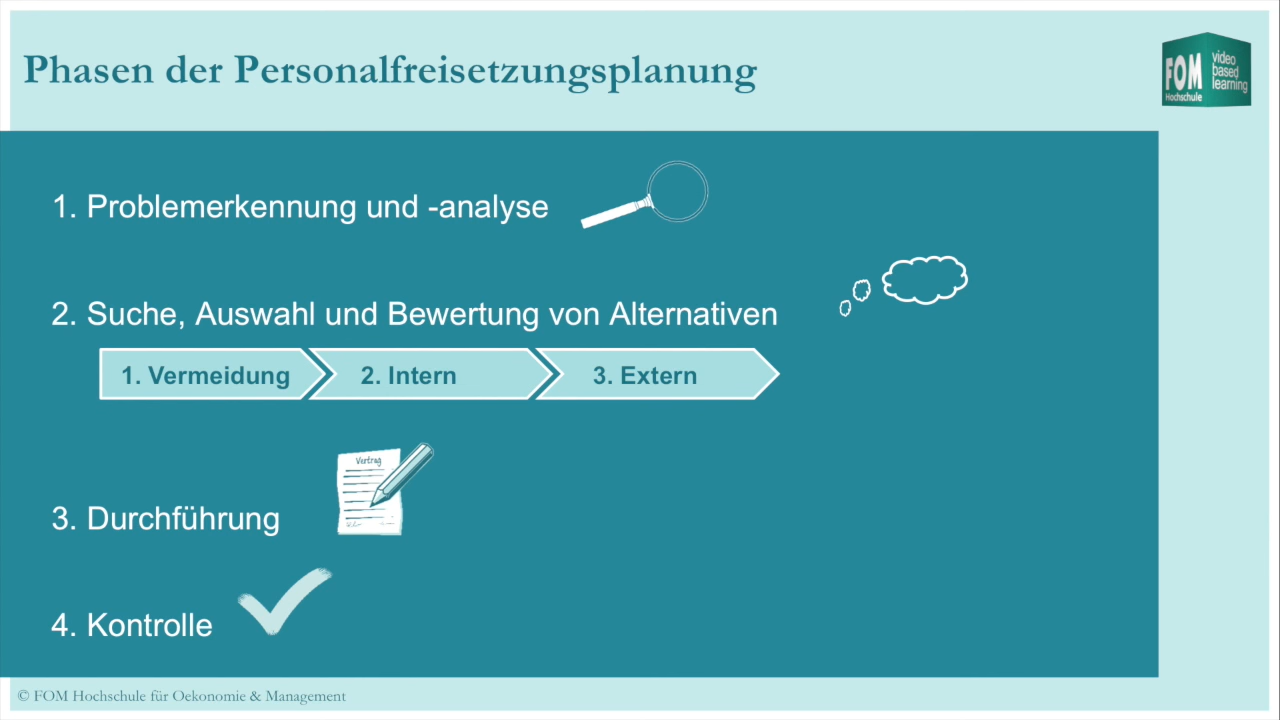 Phasen der Personalfreisetzungsplanung
FOM
Hochschule
video
based
learning
1. Problemerkennung und -analyse
2. Suche, Auswahl und Bewertung von Alternativen
1. Vermeidung
2. Intern
3. Extern
Vertrag
3. Durchführung
4. Kontrolle
© FOM Hochschule für Oekonomie & Management